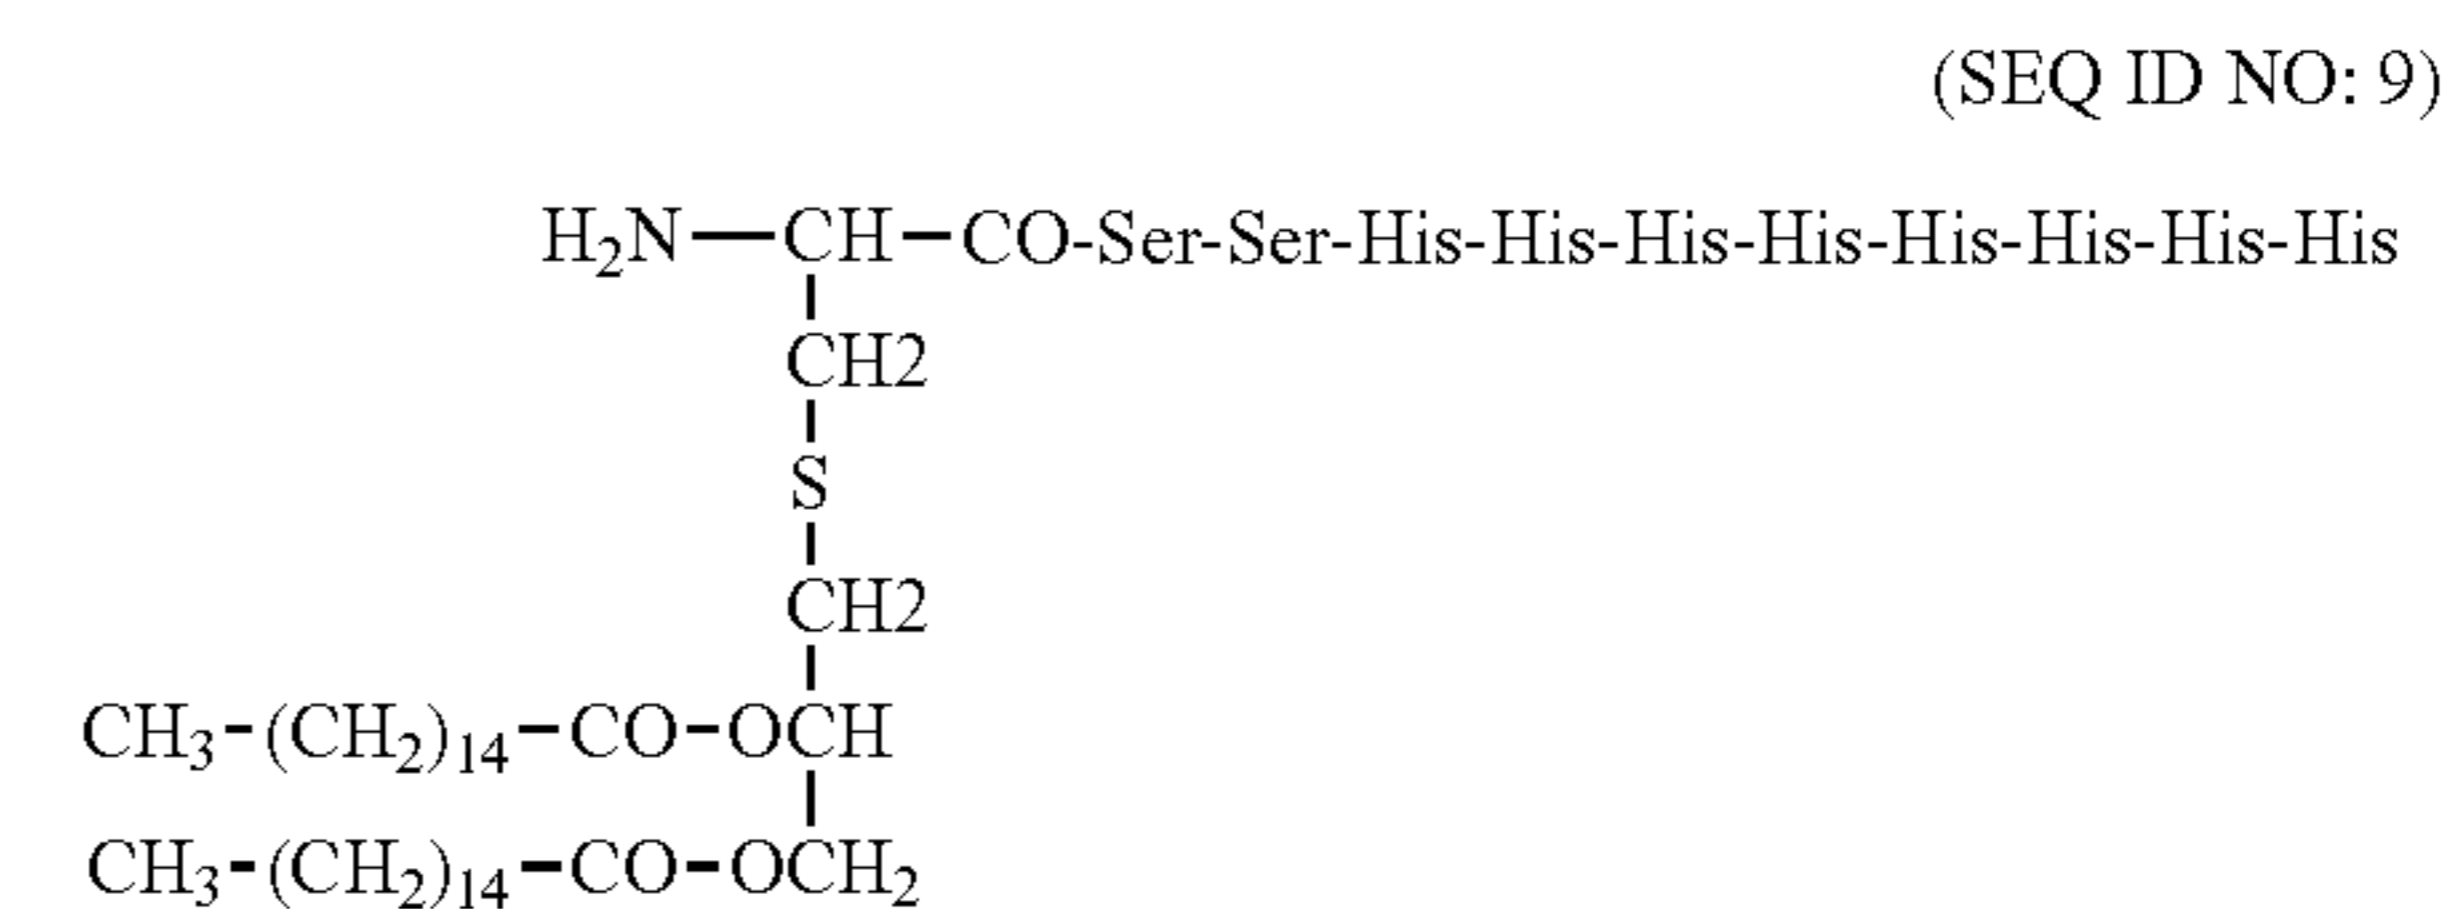 (SEQ ID NO: 9)
H₂N—CH—CO-Ser-Ser-His-His-His-His-His-His-His-His
CH2
S
CH2
CH₃-(CH₂)₁₄-CO-OCH
CH₃-(CH₂)₁₄-CO-OCH₂